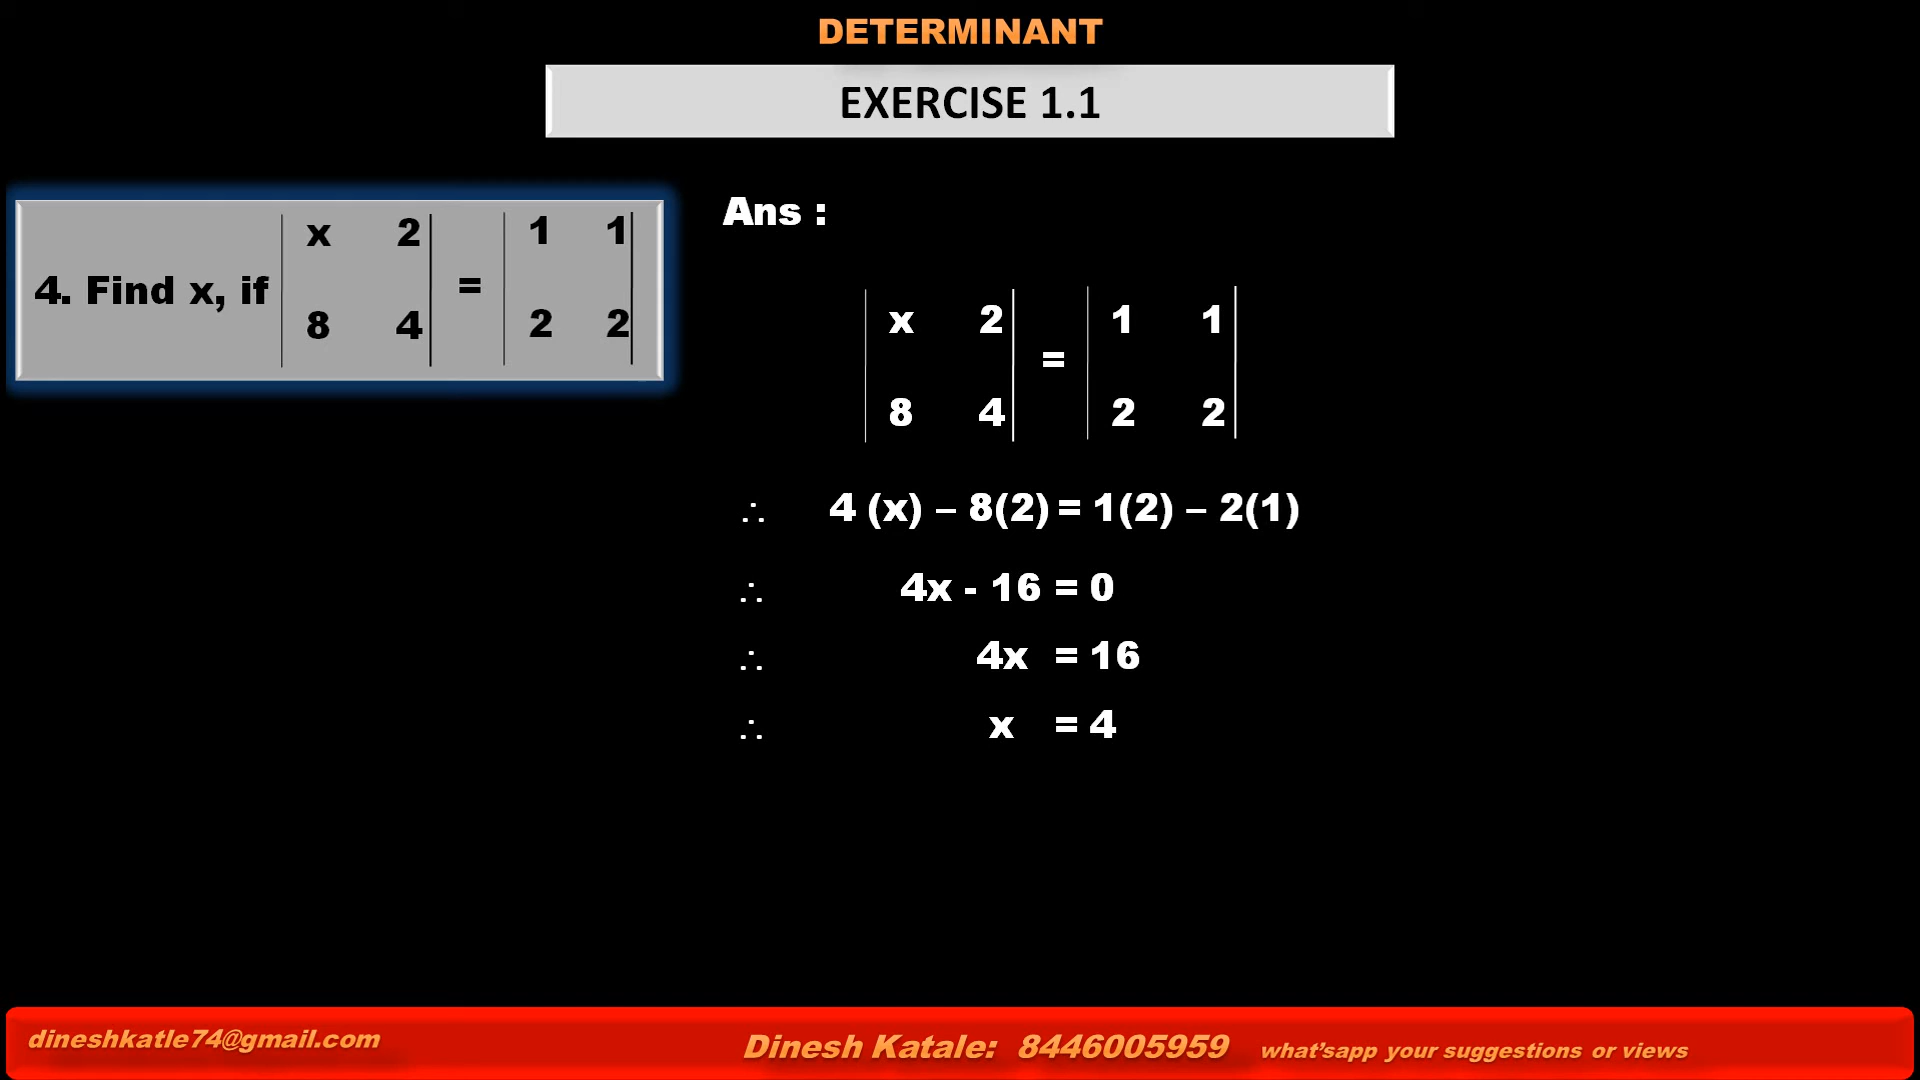 DETERMINANT
EXERCISE 1.1
x 2 1 1
4. Find x, if =
8 4 2 2
Ans :
x 2 1 1
=
8 4 2 2
∴ 4 (x) – 8(2) = 1(2) – 2(1)
∴ 4x - 16 = 0
∴ 4x = 16
∴ x = 4
dineshkatle74@gmail.com
Dinesh Katale: 8446005959 what'sapp your suggestions or views